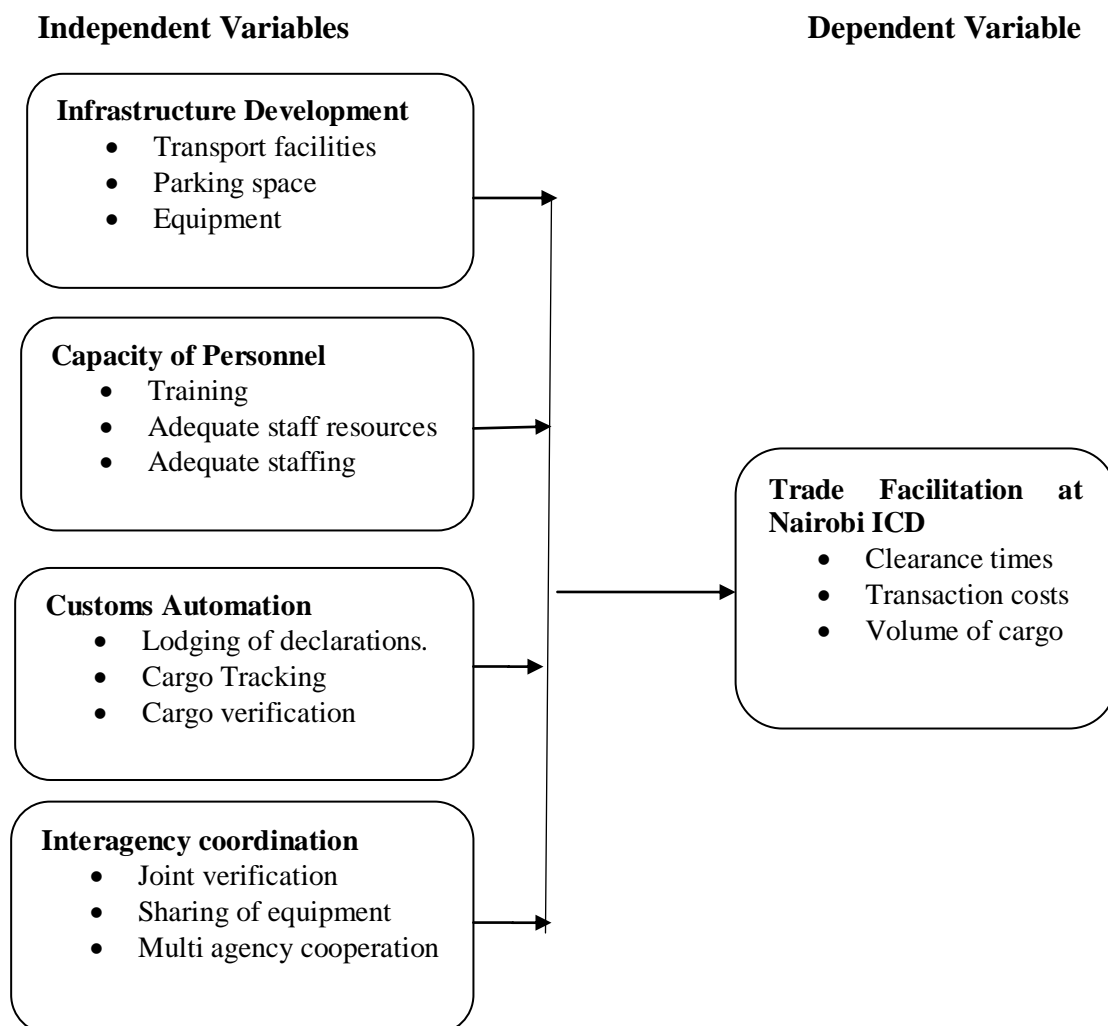 Independent Variables
Dependent Variable
Infrastructure Development
• Transport facilities
• Parking space
• Equipment
Capacity of Personnel
• Training
• Adequate staff resources
• Adequate staffing
Customs Automation
• Lodging of declarations.
• Cargo Tracking
• Cargo verification
Interagency coordination
• Joint verification
• Sharing of equipment
• Multi agency cooperation
Trade Facilitation at
Nairobi ICD
• Clearance times
• Transaction costs
• Volume of cargo